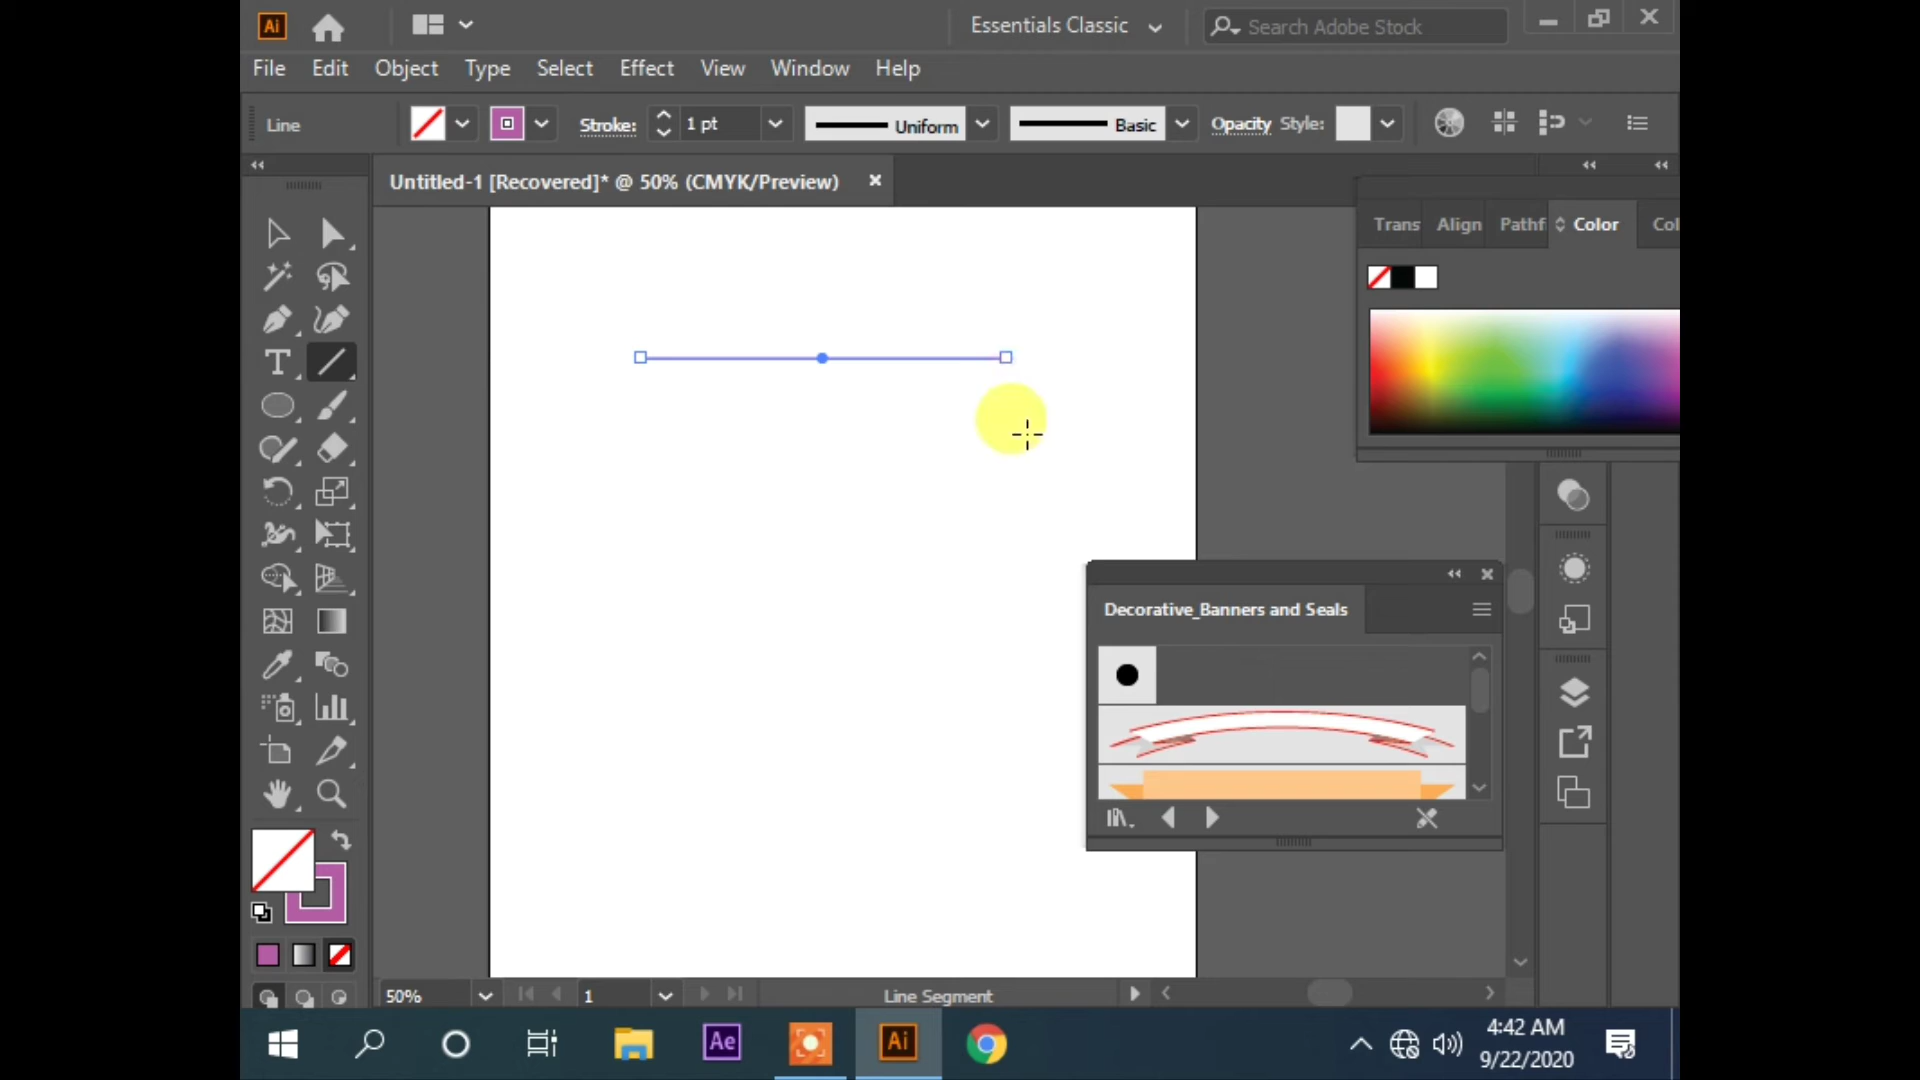 Ai
Essentials Classic
Search Adobe Stock
File Edit Object Type Select Effect View Window Help
Line
Stroke: 1 pt
Uniform
Basic
Opacity Style:
Untitled-1 [Recovered]* @ 50% (CMYK/Preview)
Trans Align Pathf Color Col
T
Decorative_Banners and Seals
50%
1
Line Segment
Ae
Ai
4:42 AM
9/22/2020